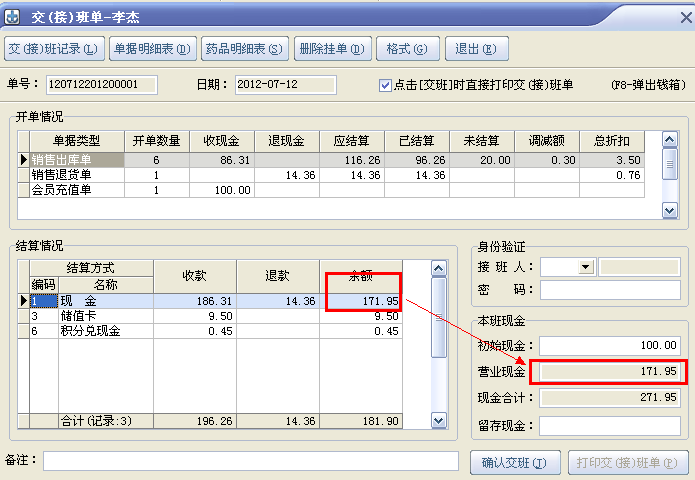 交(接)班单-李杰
交(接)班记录(L) 单据明细表(D) 药品明细表(S) 删除挂单(D) 格式(G) 退出(E)
单号： 120712201200001 日期： 2012-07-12 点击[交班]时直接打印交(接)班单 (F8-弹出钱箱)
开单情况
单据类型 开单数量 收现金 退现金 应结算 已结算 未结算 调减额 总折扣
销售出库单 6 86.31 116.26 96.26 20.00 0.30 3.50
销售退货单 1 14.36 14.36 14.36 0.76
会员充值单 1 100.00
结算情况
结算方式 收款 退款 余额
编码 名称
1 现 金 186.31 14.36 171.95
3 储值卡 9.50 9.50
6 积分兑现金 0.45 0.45
合计(记录:3) 196.26 14.36 181.90
身份验证
接 班 人：
密 码：
本班现金
初始现金： 100.00
营业现金 171.95
现金合计： 271.95
留存现金：
备注： 确认交班(J) 打印交(接)班单(P)